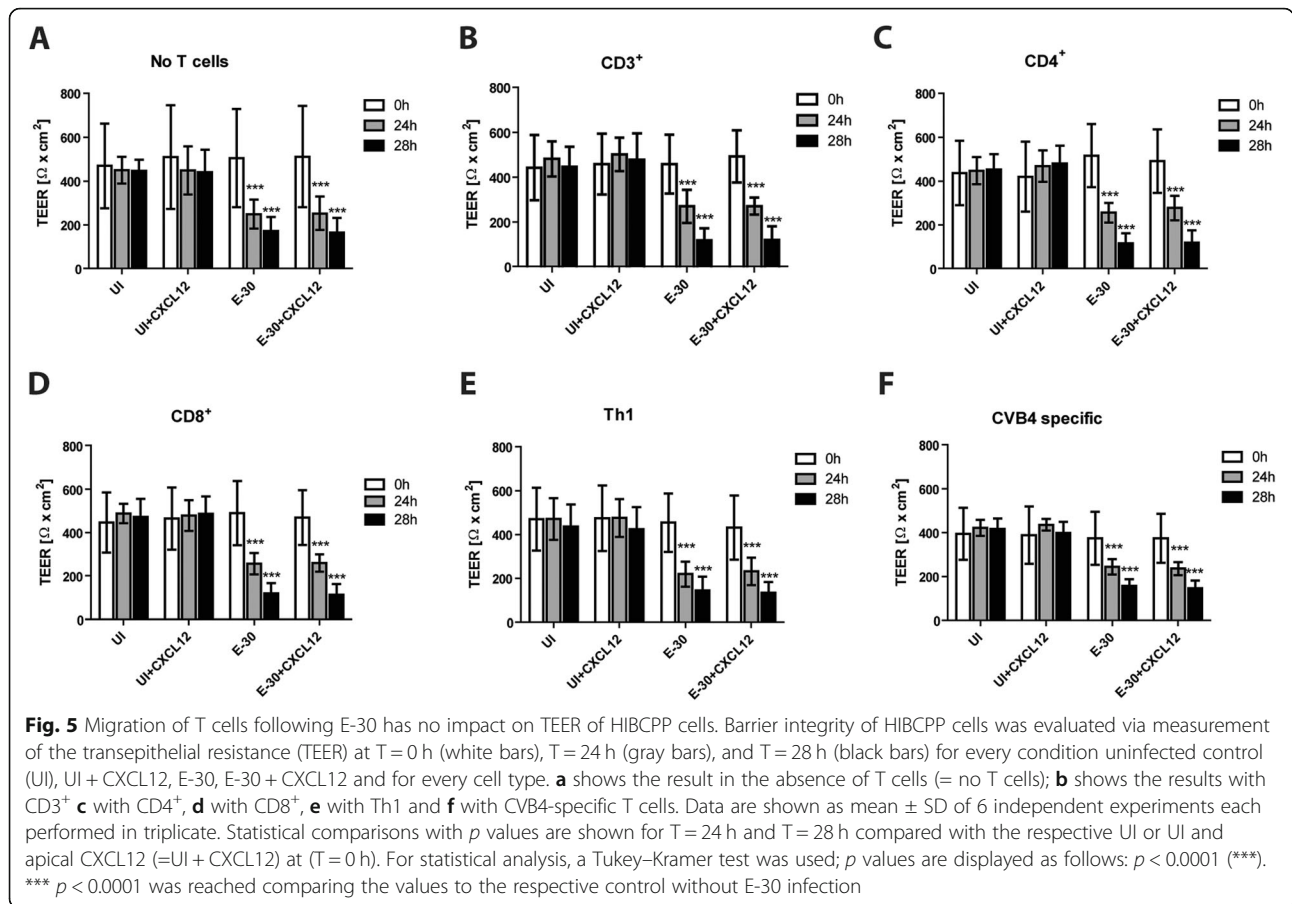 A
No T cells
TEER [Ω x cm²]
800
600
400
200
0
*** *** *** ***
UI
UI+CXCL12
E-30
E-30+CXCL12
0h
24h
28h
B
CD3⁺
TEER [Ω x cm²]
800
600
400
200
0
*** *** *** ***
UI
UI+CXCL12
E-30
E-30+CXCL12
0h
24h
28h
C
CD4⁺
TEER [Ω x cm²]
800
600
400
200
0
*** *** *** ***
UI
UI+CXCL12
E-30
E-30+CXCL12
0h
24h
28h
D
CD8⁺
TEER [Ω x cm²]
800
600
400
200
0
*** *** *** ***
UI
UI+CXCL12
E-30
E-30+CXCL12
0h
24h
28h
E
Th1
TEER [Ω x cm²]
800
600
400
200
0
*** *** *** ***
UI
UI+CXCL12
E-30
E-30+CXCL12
0h
24h
28h
F
CVB4 specific
TEER [Ω x cm²]
800
600
400
200
0
*** *** *** ***
UI
UI+CXCL12
E-30
E-30+CXCL12
0h
24h
28h
Fig. 5 Migration of T cells following E-30 has no impact on TEER of HIBCPP cells. Barrier integrity of HIBCPP cells was evaluated via measurement
of the transepithelial resistance (TEER) at T = 0 h (white bars), T = 24 h (gray bars), and T = 28 h (black bars) for every condition uninfected control
(UI), UI + CXCL12, E-30, E-30 + CXCL12 and for every cell type. a shows the result in the absence of T cells (= no T cells); b shows the results with
CD3⁺ c with CD4⁺, d with CD8⁺, e with Th1 and f with CVB4-specific T cells. Data are shown as mean ± SD of 6 independent experiments each
performed in triplicate. Statistical comparisons with p values are shown for T = 24 h and T = 28 h compared with the respective UI or UI and
apical CXCL12 (=UI + CXCL12) at (T = 0 h). For statistical analysis, a Tukey–Kramer test was used; p values are displayed as follows: p < 0.0001 (***).
*** p < 0.0001 was reached comparing the values to the respective control without E-30 infection